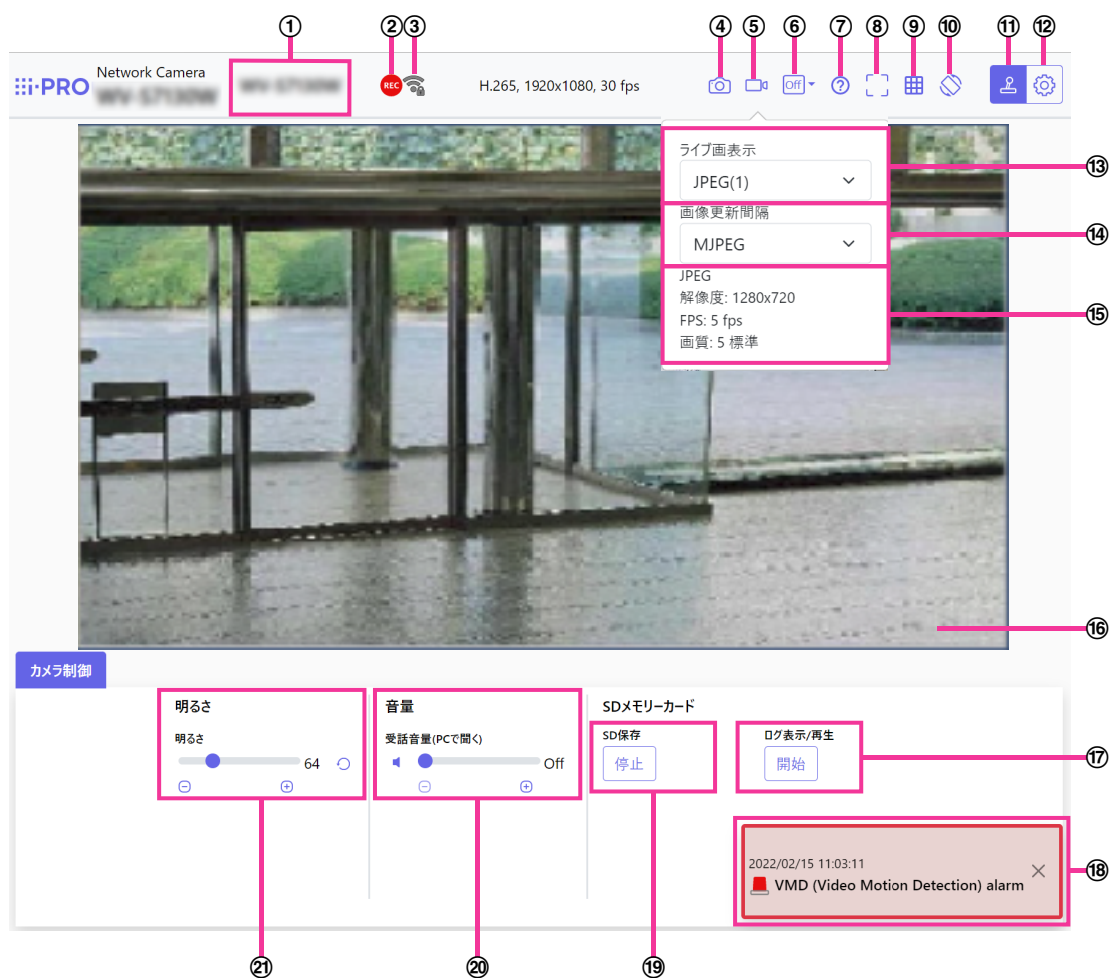 ① ② ③ ④ ⑤ ⑥ ⑦ ⑧ ⑨ ⑩ ⑪ ⑫
i-PRO Network Camera REC H.265, 1920x1080, 30 fps Off
ライブ画表示
JPEG(1)
⑬
画像更新間隔
MJPEG
⑭
JPEG
解像度: 1280x720
FPS: 5 fps
画質: 5 標準
⑮
⑯
カメラ制御
明るさ
明るさ
64
音量
受話音量(PCで聞く)
Off
SDメモリーカード
SD保存
停止
ログ表示/再生
開始
⑰
2022/02/15 11:03:11
VMD (Video Motion Detection) alarm
⑱
㉑ ⑳ ⑲